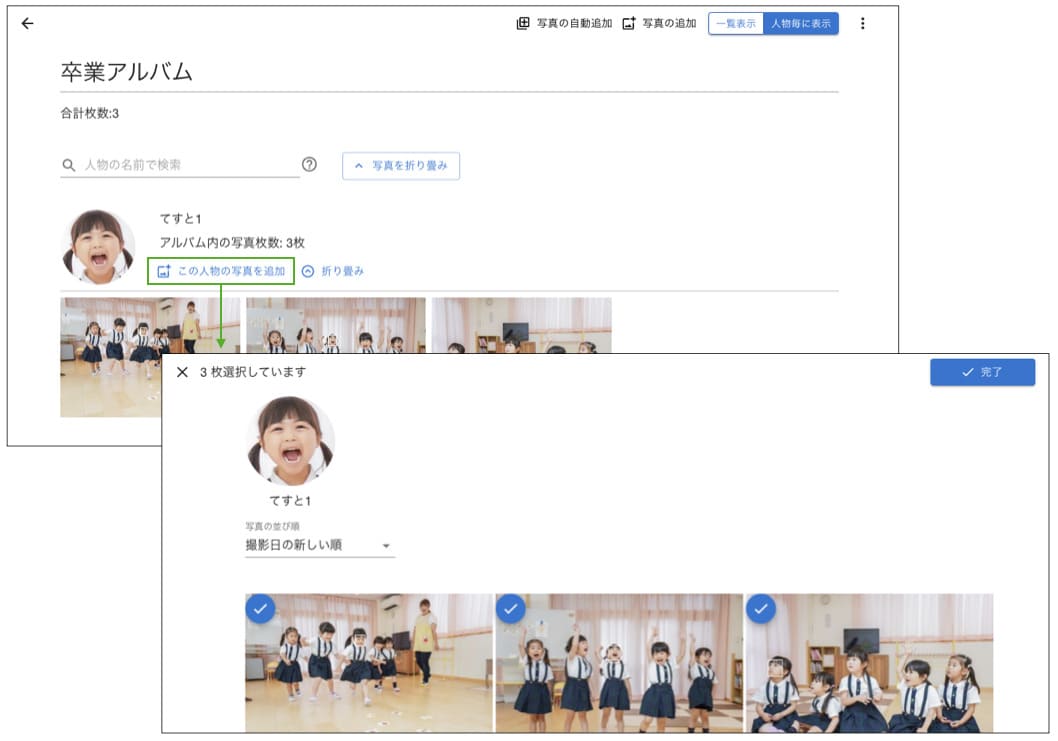 写真の自動追加 写真の追加 一覧表示 人物毎に表示
卒業アルバム
合計枚数:3
人物の名前で検索 写真を折り畳み
てすと1
アルバム内の写真枚数: 3枚
この人物の写真を追加 折り畳み
3 枚選択しています 完了
てすと1
写真の並び順
撮影日の新しい順